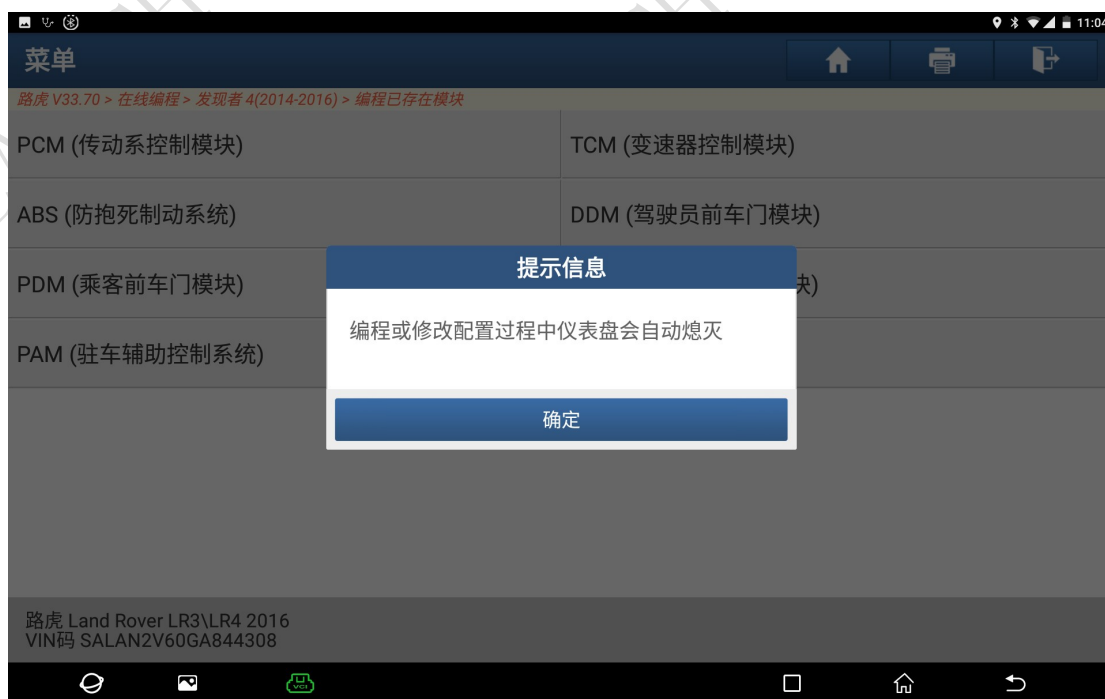 11:04
菜单
路虎 V33.70 > 在线编程 > 发现者 4(2014-2016) > 编程已存在模块
PCM (传动系控制模块)
TCM (变速器控制模块)
ABS (防抱死制动系统)
DDM (驾驶员前车门模块)
PDM (乘客前车门模块)
块)
PAM (驻车辅助控制系统)
提示信息
编程或修改配置过程中仪表盘会自动熄灭
确定
路虎 Land Rover LR3\LR4 2016
VIN码 SALAN2V60GA844308
VCI